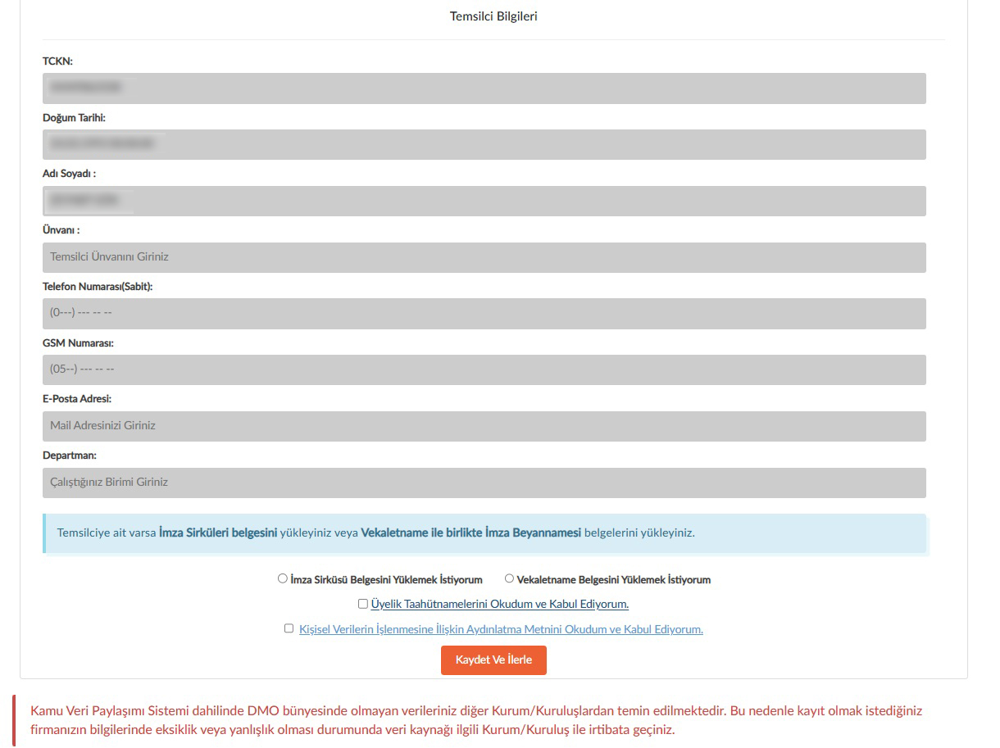 Temsilci Bilgileri
TCKN:
Doğum Tarihi:
Adı Soyadı :
Ünvanı :
Temsilci Ünvanını Giriniz
Telefon Numarası(Sabit):
(0---) --- -- --
GSM Numarası:
(05--) --- -- --
E-Posta Adresi:
Mail Adresinizi Giriniz
Departman:
Çalıştığınız Birimi Giriniz
Temsilciye ait varsa İmza Sirküleri belgesini yükleyiniz veya Vekaletname ile birlikte İmza Beyannamesi belgelerini yükleyiniz.
İmza Sirküsü Belgesini Yüklemek İstiyorum Vekaletname Belgesini Yüklemek İstiyorum
Üyelik Taahütnamelerini Okudum ve Kabul Ediyorum.
Kişisel Verilerin İşlenmesine İlişkin Aydınlatma Metnini Okudum ve Kabul Ediyorum.
Kaydet Ve İlerle
Kamu Veri Paylaşımı Sistemi dahilinde DMO bünyesinde olmayan verileriniz diğer Kurum/Kuruluşlardan temin edilmektedir. Bu nedenle kayıt olmak istediğiniz
firmanızın bilgilerinde eksiklik veya yanlışlık olması durumunda veri kaynağı ilgili Kurum/Kuruluş ile irtibata geçiniz.